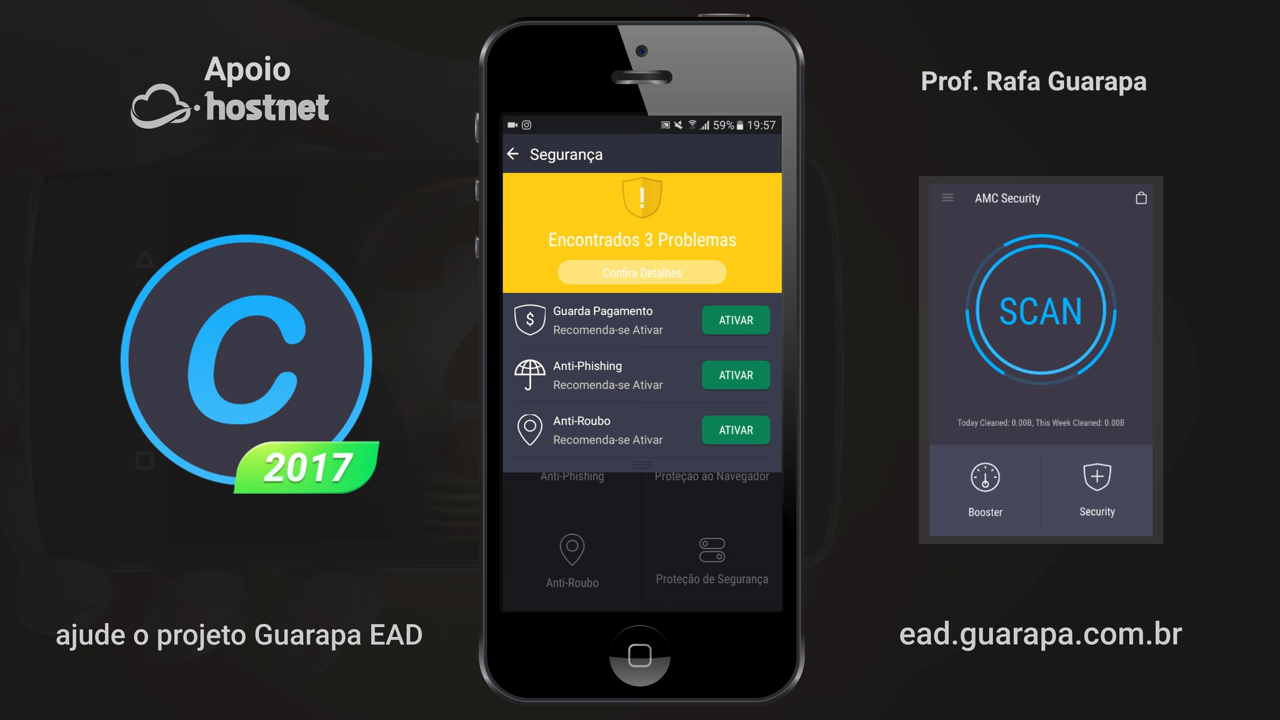 Apoio
hostnet
C
2017
ajude o projeto Guarapa EAD
59% 19:57
Segurança
!
Encontrados 3 Problemas
Confira Detalhes
$
Guarda Pagamento
Recomenda-se Ativar
ATIVAR
Anti-Phishing
Recomenda-se Ativar
ATIVAR
Anti-Roubo
Recomenda-se Ativar
ATIVAR
Anti-Phishing
Proteção ao Navegador
Anti-Roubo
Proteção de Segurança
Prof. Rafa Guarapa
AMC Security
SCAN
Today Cleaned: 0.00B, This Week Cleaned: 0.00B
Booster
Security
ead.guarapa.com.br